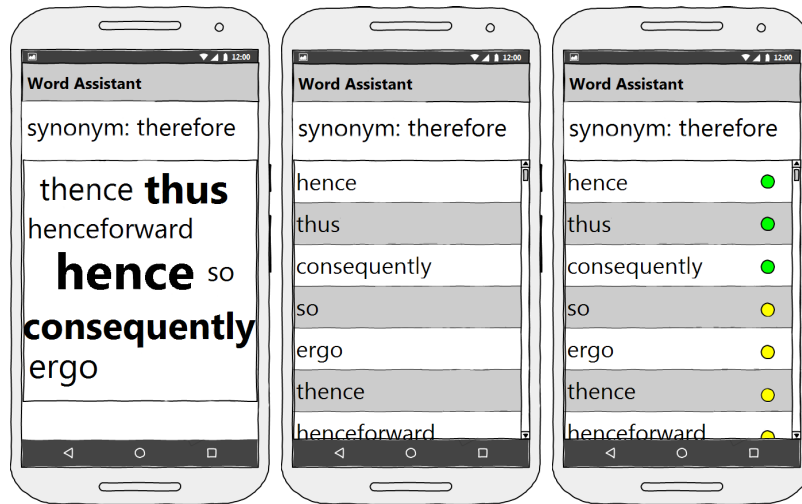 12:00
Word Assistant
synonym: therefore
thence thus
henceforward
hence so
consequently
ergo
12:00
Word Assistant
synonym: therefore
hence
thus
consequently
so
ergo
thence
henceforward
12:00
Word Assistant
synonym: therefore
hence
thus
consequently
so
ergo
thence
henceforward